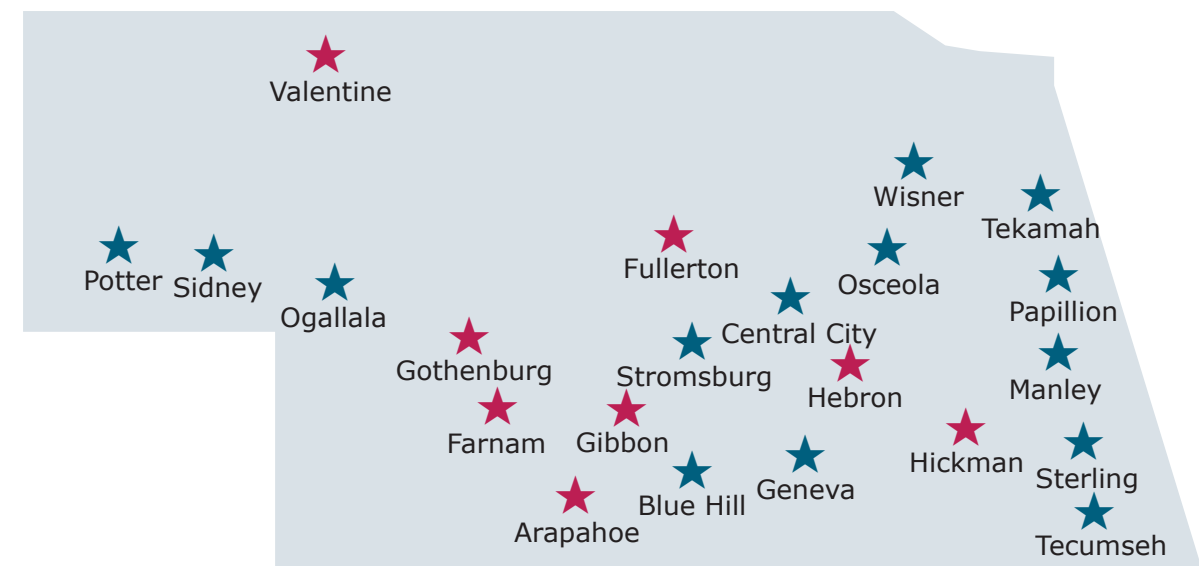 Valentine
Wisner
Tekamah
Fullerton
Osceola
Potter
Sidney
Ogallala
Papillion
Central City
Gothenburg
Stromsburg
Hebron
Manley
Farnam
Gibbon
Hickman
Sterling
Blue Hill
Geneva
Arapahoe
Tecumseh